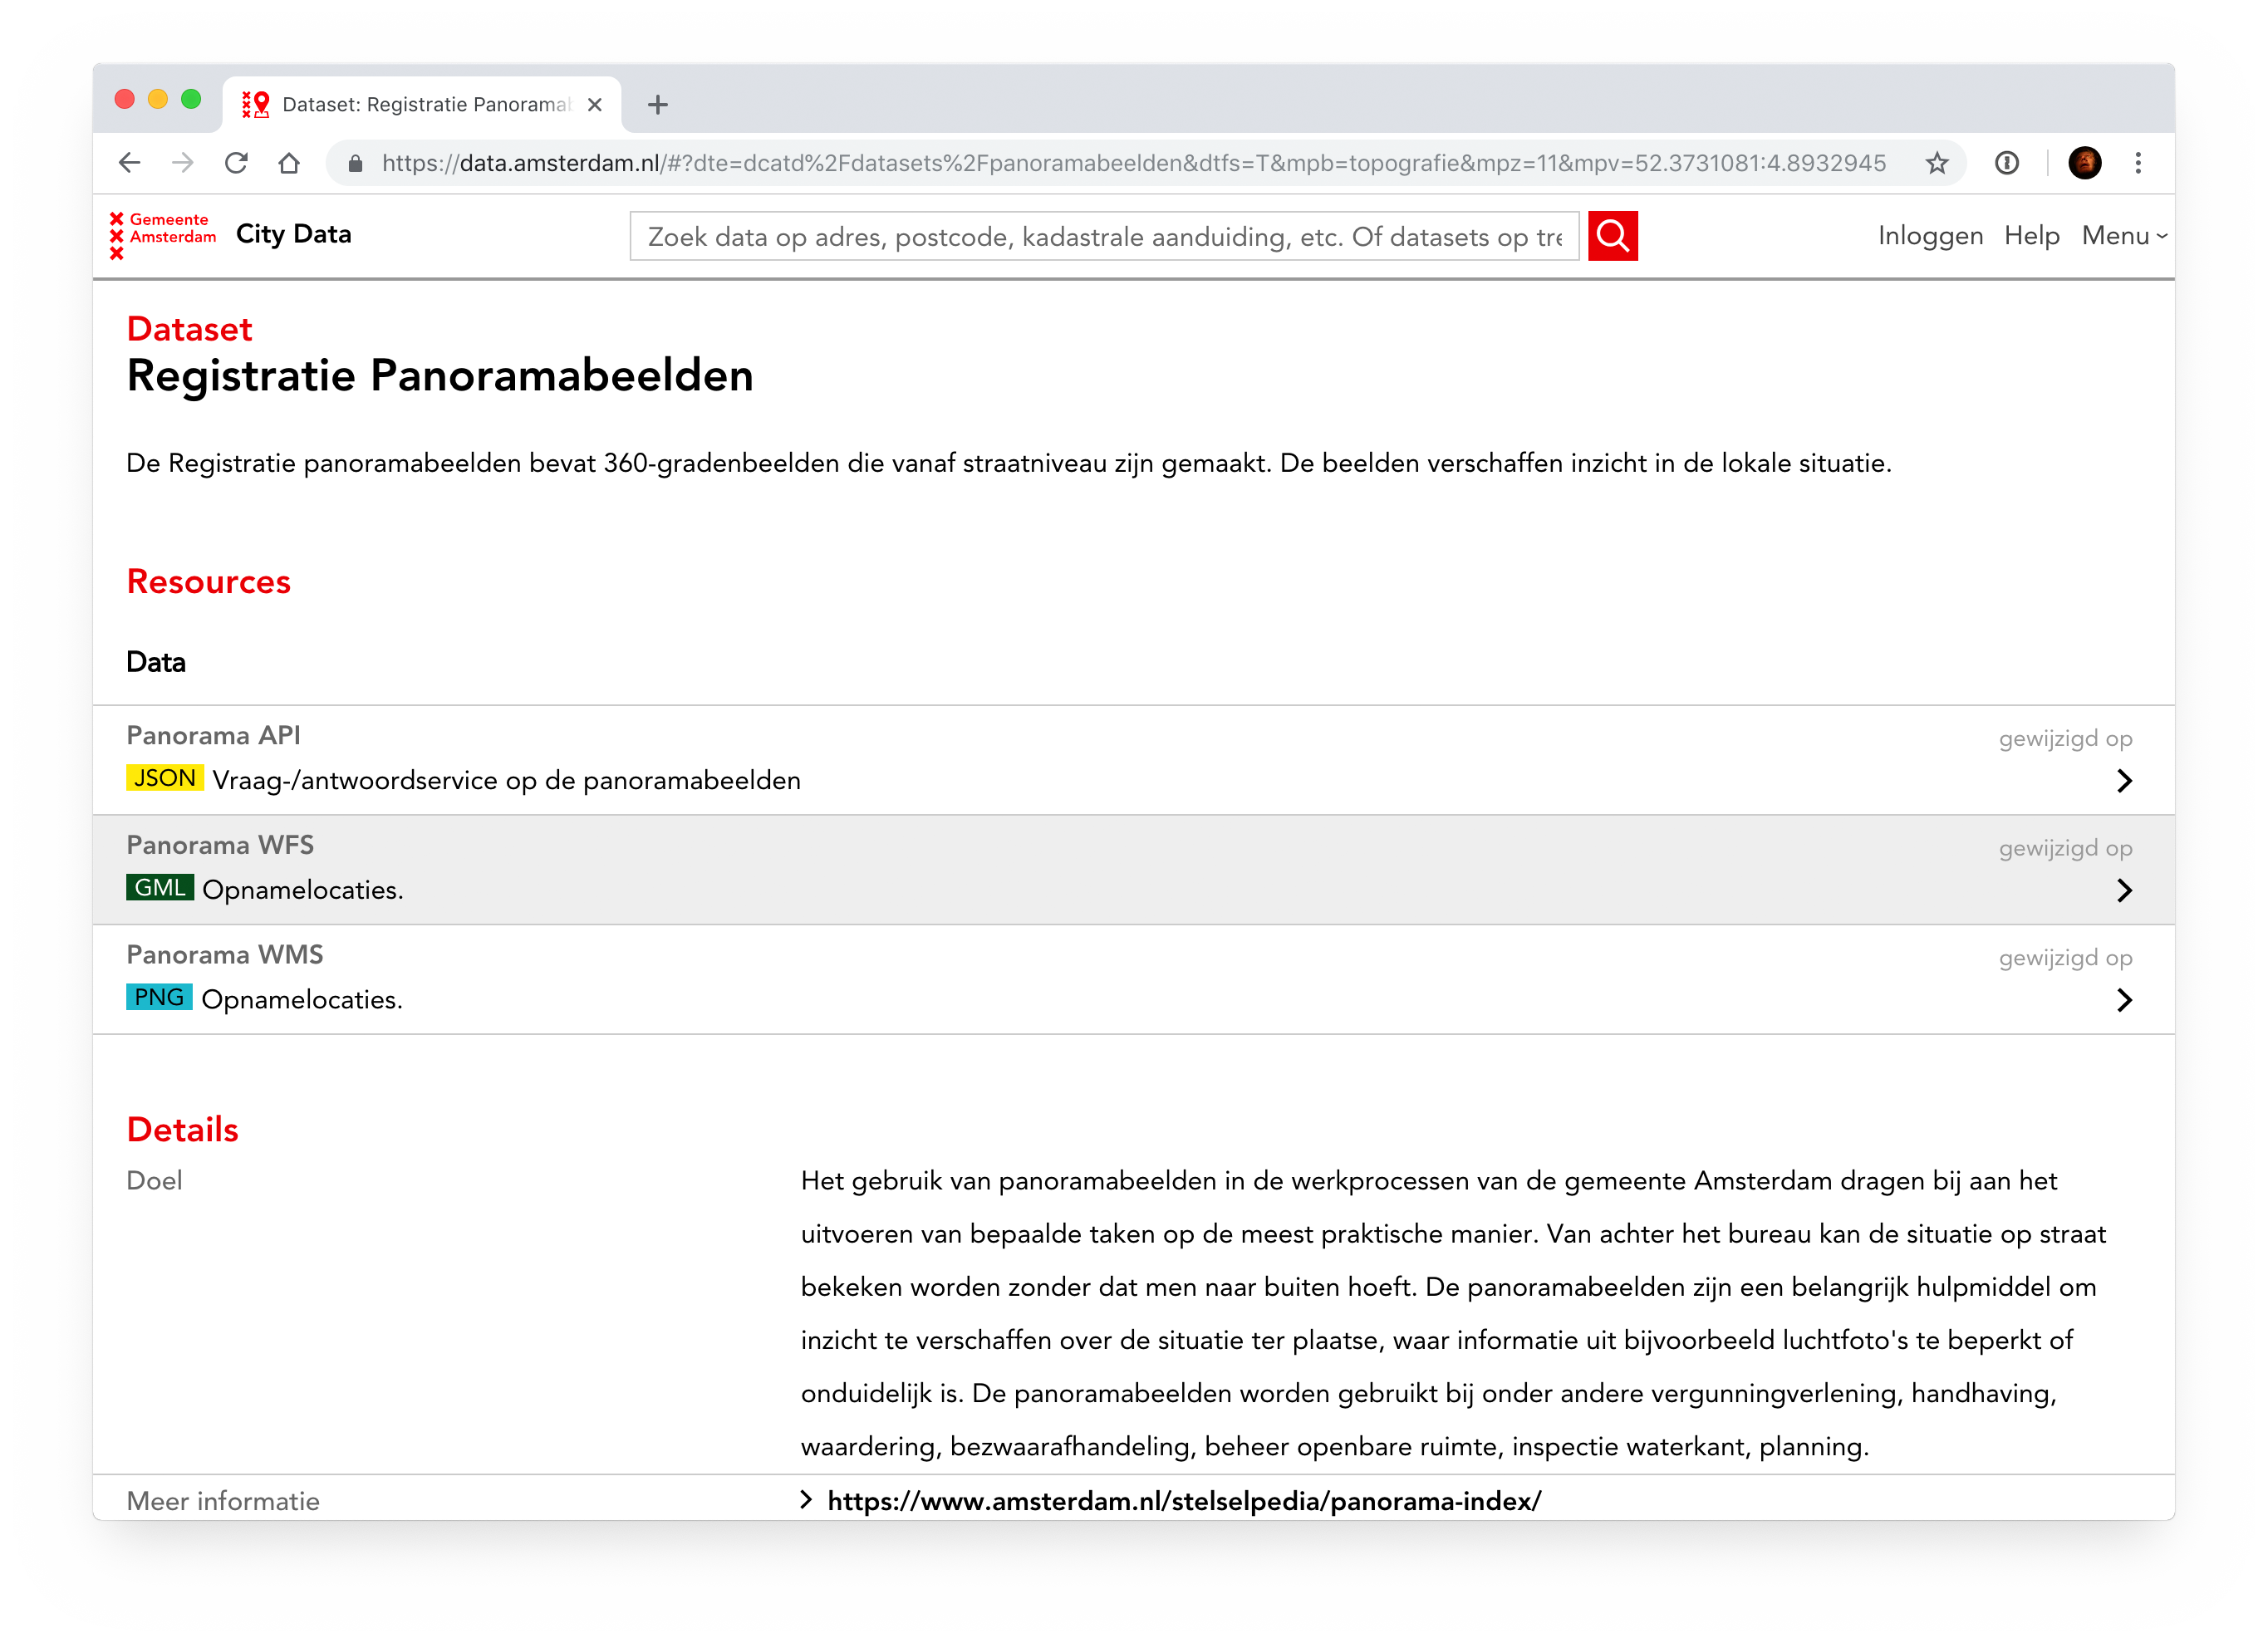 Dataset: Registratie Panorama
https://data.amsterdam.nl/#?dte=dcatd%2Fdatasets%2Fpanoramabeelden&dtfs=T&mpb=topografie&mpz=11&mpv=52.3731081:4.8932945
Gemeente
Amsterdam
City Data
Zoek data op adres, postcode, kadastrale aanduiding, etc. Of datasets op tre
Inloggen Help Menu
Dataset
Registratie Panoramabeelden
De Registratie panoramabeelden bevat 360-gradenbeelden die vanaf straatniveau zijn gemaakt. De beelden verschaffen inzicht in de lokale situatie.
Resources
Data
Panorama API
gewijzigd op
JSON Vraag-/antwoordservice op de panoramabeelden
Panorama WFS
gewijzigd op
GML Opnamelocaties.
Panorama WMS
gewijzigd op
PNG Opnamelocaties.
Details
Doel
Het gebruik van panoramabeelden in de werkprocessen van de gemeente Amsterdam dragen bij aan het
uitvoeren van bepaalde taken op de meest praktische manier. Van achter het bureau kan de situatie op straat
bekeken worden zonder dat men naar buiten hoeft. De panoramabeelden zijn een belangrijk hulpmiddel om
inzicht te verschaffen over de situatie ter plaatse, waar informatie uit bijvoorbeeld luchtfoto's te beperkt of
onduidelijk is. De panoramabeelden worden gebruikt bij onder andere vergunningverlening, handhaving,
waardering, bezwaarafhandeling, beheer openbare ruimte, inspectie waterkant, planning.
Meer informatie
https://www.amsterdam.nl/stelselpedia/panorama-index/